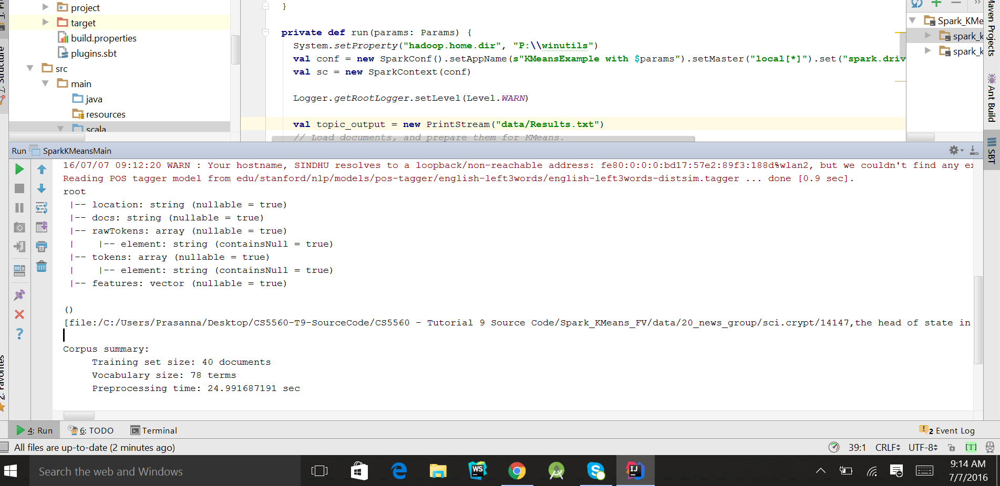 project
target
build.properties
plugins.sbt
src
main
java
resources
scala
}
private def run(params: Params) {
System.setProperty("hadoop.home.dir", "P:\\winutils")
val conf = new SparkConf().setAppName(s"KMeansExample with $params").setMaster("local[*]").set("spark.driv
val sc = new SparkContext(conf)
Logger.getRootLogger.setLevel(Level.WARN)
val topic_output = new PrintStream("data/Results.txt")
// Load documents, and prepare them for KMeans.
Spark_KMe
spark_k
spark_k
Maven Projects
Ant Build
SBT
Z: Structure
2: Favorites
Run SparkKMeansMain
16/07/07 09:12:20 WARN : Your hostname, SINDHU resolves to a loopback/non-reachable address: fe80:0:0:0:bd17:57e2:89f3:188d%wlan2, but we couldn't find any ex
Reading POS tagger model from edu/stanford/nlp/models/pos-tagger/english-left3words/english-left3words-distsim.tagger ... done [0.9 sec].
root
|-- location: string (nullable = true)
|-- docs: string (nullable = true)
|-- rawTokens: array (nullable = true)
|    |-- element: string (containsNull = true)
|-- tokens: array (nullable = true)
|    |-- element: string (containsNull = true)
|-- features: vector (nullable = true)
()
[file:/C:/Users/Prasanna/Desktop/CS5560-T9-SourceCode/CS5560 - Tutorial 9 Source Code/Spark_KMeans_FV/data/20_news_group/sci.crypt/14147,the head of state in
Corpus summary:
Training set size: 40 documents
Vocabulary size: 78 terms
Preprocessing time: 24.991687191 sec
4: Run 6: TODO Terminal 2 Event Log
All files are up-to-date (2 minutes ago) 39:1 CRLF UTF-8 [T]
Search the web and Windows
WS
IJ
9:14 AM
7/7/2016